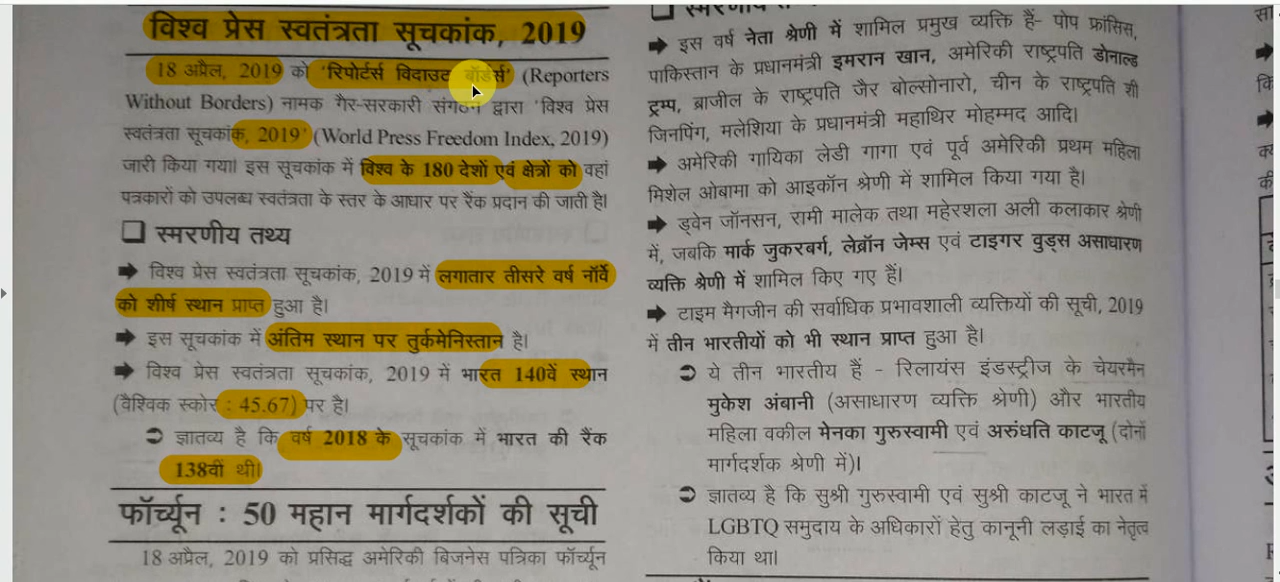 विश्व प्रेस स्वतंत्रता सूचकांक, 2019
18 अप्रैल, 2019 को 'रिपोर्टर्स विदाउट बॉर्डर्स' (Reporters
Without Borders) नामक गैर-सरकारी संगठन द्वारा 'विश्व प्रेस
स्वतंत्रता सूचकांक, 2019' (World Press Freedom Index, 2019)
जारी किया गया। इस सूचकांक में विश्व के 180 देशों एवं क्षेत्रों को वहां
पत्रकारों को उपलब्ध स्वतंत्रता के स्तर के आधार पर रैंक प्रदान की जाती है।
स्मरणीय तथ्य
विश्व प्रेस स्वतंत्रता सूचकांक, 2019 में लगातार तीसरे वर्ष नॉर्वे
को शीर्ष स्थान प्राप्त हुआ है।
इस सूचकांक में अंतिम स्थान पर तुर्कमेनिस्तान है।
विश्व प्रेस स्वतंत्रता सूचकांक, 2019 में भारत 140वें स्थान
(वैश्विक स्कोर : 45.67) पर है।
ज्ञातव्य है कि वर्ष 2018 के सूचकांक में भारत की रैंक
138वीं थी।
फॉर्च्यून : 50 महान मार्गदर्शकों की सूची
18 अप्रैल, 2019 को प्रसिद्ध अमेरिकी बिजनेस पत्रिका फॉर्च्यून
इस वर्ष नेता श्रेणी में शामिल प्रमुख व्यक्ति हैं- पोप फ्रांसिस,
पाकिस्तान के प्रधानमंत्री इमरान खान, अमेरिकी राष्ट्रपति डोनाल्ड
ट्रम्प, ब्राजील के राष्ट्रपति जैर बोल्सोनारो, चीन के राष्ट्रपति शी
जिनपिंग, मलेशिया के प्रधानमंत्री महाथिर मोहम्मद आदि।
अमेरिकी गायिका लेडी गागा एवं पूर्व अमेरिकी प्रथम महिला
मिशेल ओबामा को आइकॉन श्रेणी में शामिल किया गया है।
ड्वेन जॉनसन, रामी मालेक तथा महेरशला अली कलाकार श्रेणी
में, जबकि मार्क जुकरबर्ग, लेब्रॉन जेम्स एवं टाइगर वुड्स असाधारण
व्यक्ति श्रेणी में शामिल किए गए हैं।
टाइम मैगजीन की सर्वाधिक प्रभावशाली व्यक्तियों की सूची, 2019
में तीन भारतीयों को भी स्थान प्राप्त हुआ है।
ये तीन भारतीय हैं - रिलायंस इंडस्ट्रीज के चेयरमैन
मुकेश अंबानी (असाधारण व्यक्ति श्रेणी) और भारतीय
महिला वकील मेनका गुरुस्वामी एवं अरुंधति काटजू (दोनों
मार्गदर्शक श्रेणी में)।
ज्ञातव्य है कि सुश्री गुरुस्वामी एवं सुश्री काटजू ने भारत में
LGBTQ समुदाय के अधिकारों हेतु कानूनी लड़ाई का नेतृत्व
किया था।